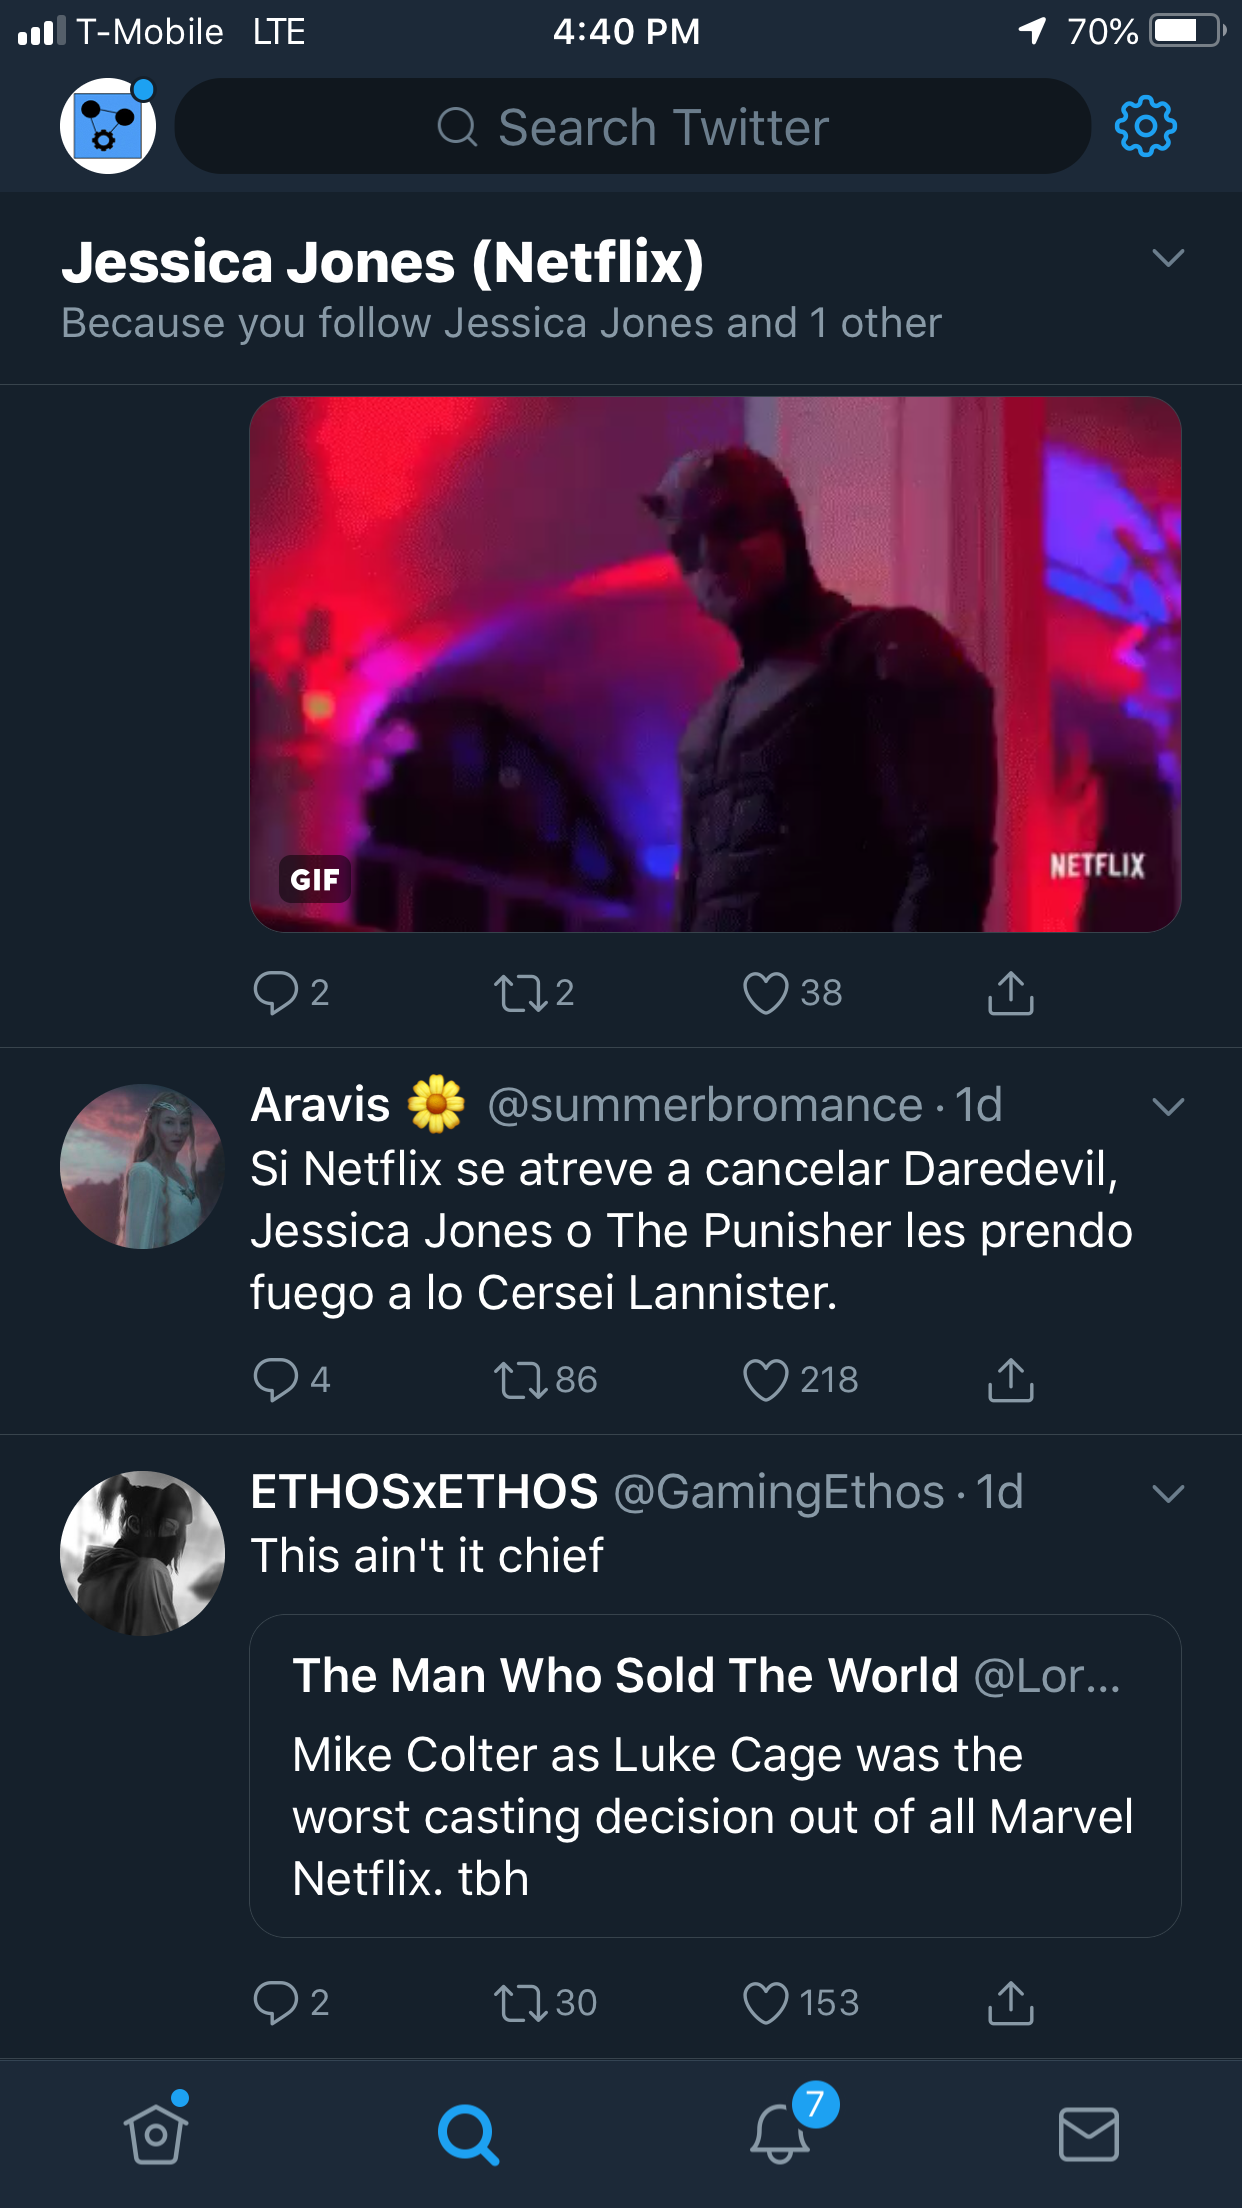 T-Mobile LTE 4:40 PM 70%
Search Twitter
Jessica Jones (Netflix)
Because you follow Jessica Jones and 1 other
GIF
NETFLIX
2 2 38
Aravis 🌼 @summerbromance · 1d
Si Netflix se atreve a cancelar Daredevil,
Jessica Jones o The Punisher les prendo
fuego a lo Cersei Lannister.
4 86 218
ETHOSxETHOS @GamingEthos · 1d
This ain't it chief
The Man Who Sold The World @Lor...
Mike Colter as Luke Cage was the
worst casting decision out of all Marvel
Netflix. tbh
2 30 153
7